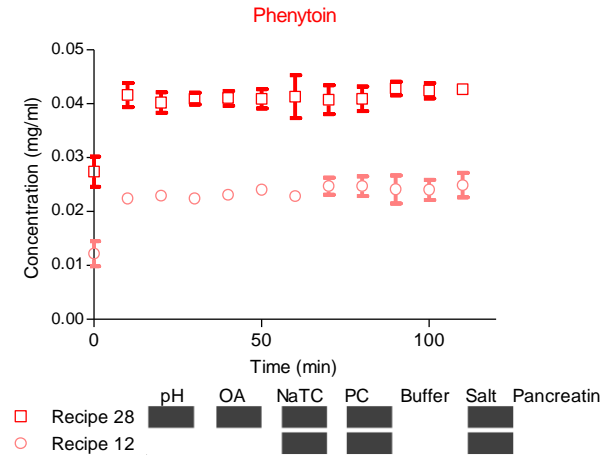 Phenytoin
Concentration (mg/ml)
0.05
0.04
0.03
0.02
0.01
0.00
0 50 100
Time (min)
pH OA NaTC PC Buffer Salt Pancreatin
Recipe 28
Recipe 12